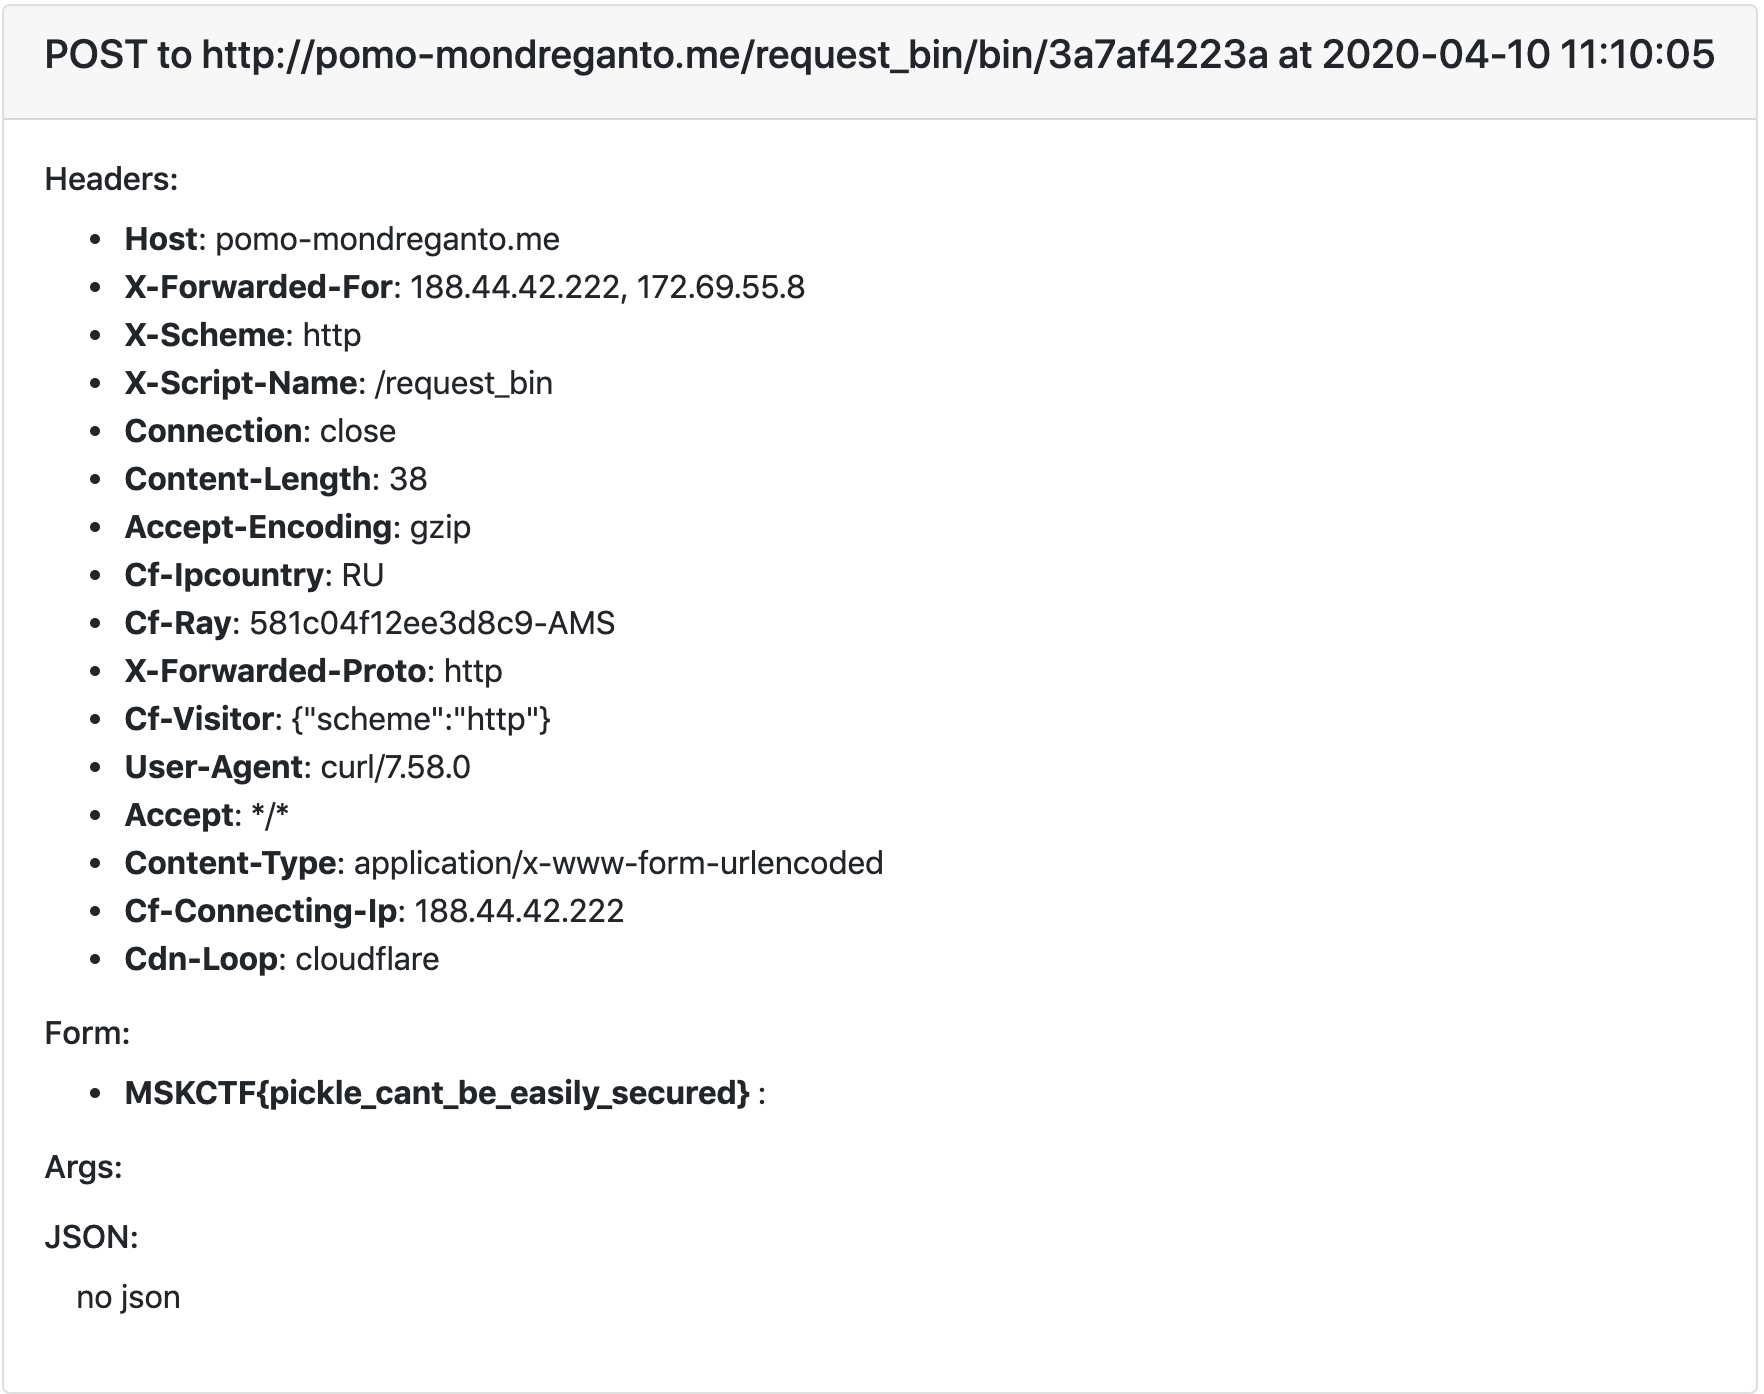 POST to http://pomo-mondreganto.me/request_bin/bin/3a7af4223a at 2020-04-10 11:10:05
Headers:
• Host: pomo-mondreganto.me
• X-Forwarded-For: 188.44.42.222, 172.69.55.8
• X-Scheme: http
• X-Script-Name: /request_bin
• Connection: close
• Content-Length: 38
• Accept-Encoding: gzip
• Cf-Ipcountry: RU
• Cf-Ray: 581c04f12ee3d8c9-AMS
• X-Forwarded-Proto: http
• Cf-Visitor: {"scheme":"http"}
• User-Agent: curl/7.58.0
• Accept: */*
• Content-Type: application/x-www-form-urlencoded
• Cf-Connecting-Ip: 188.44.42.222
• Cdn-Loop: cloudflare
Form:
• MSKCTF{pickle_cant_be_easily_secured} :
Args:
JSON:
no json